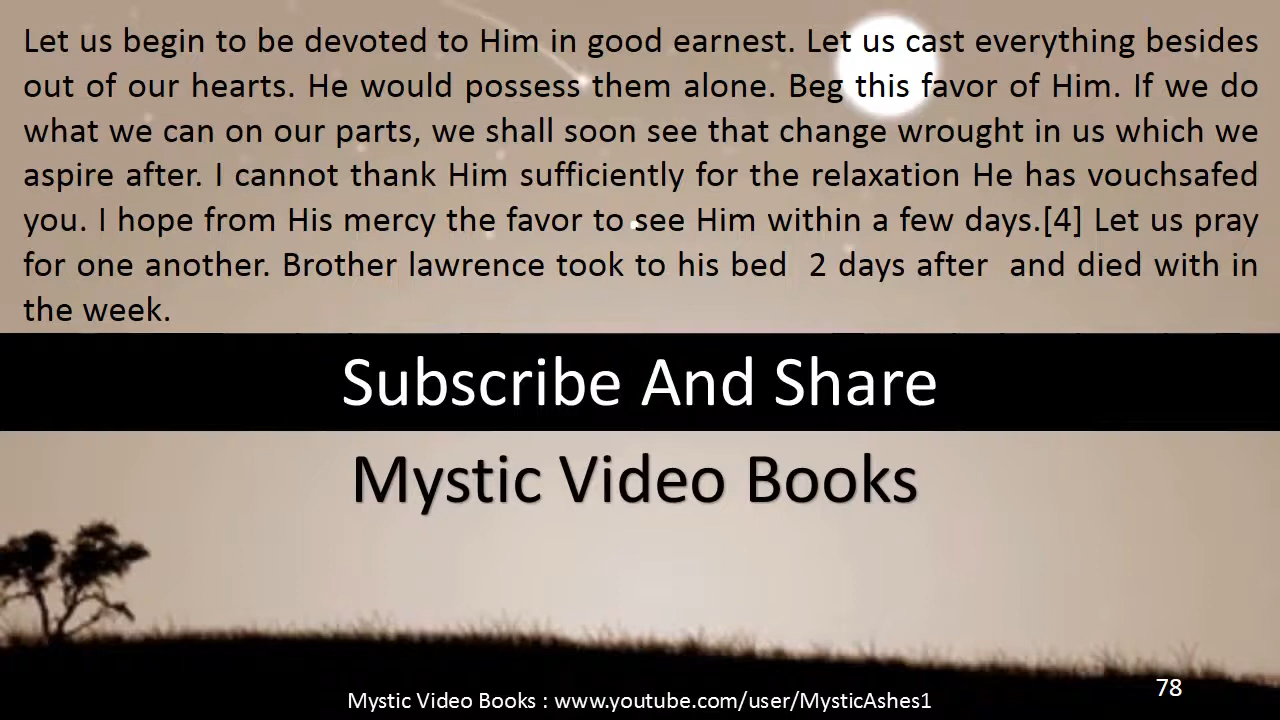 Let us begin to be devoted to Him in good earnest. Let us cast everything besides
out of our hearts. He would possess them alone. Beg this favor of Him. If we do
what we can on our parts, we shall soon see that change wrought in us which we
aspire after. I cannot thank Him sufficiently for the relaxation He has vouchsafed
you. I hope from His mercy the favor to see Him within a few days.[4] Let us pray
for one another. Brother lawrence took to his bed  2 days after  and died with in
the week.
Subscribe And Share
Mystic Video Books
78
Mystic Video Books : www.youtube.com/user/MysticAshes1